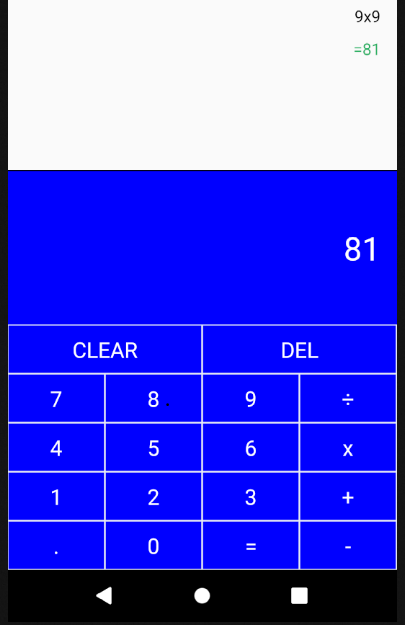 9x9
=81
81
CLEAR DEL
7 8 9 ÷
4 5 6 x
1 2 3 +
. 0 = -